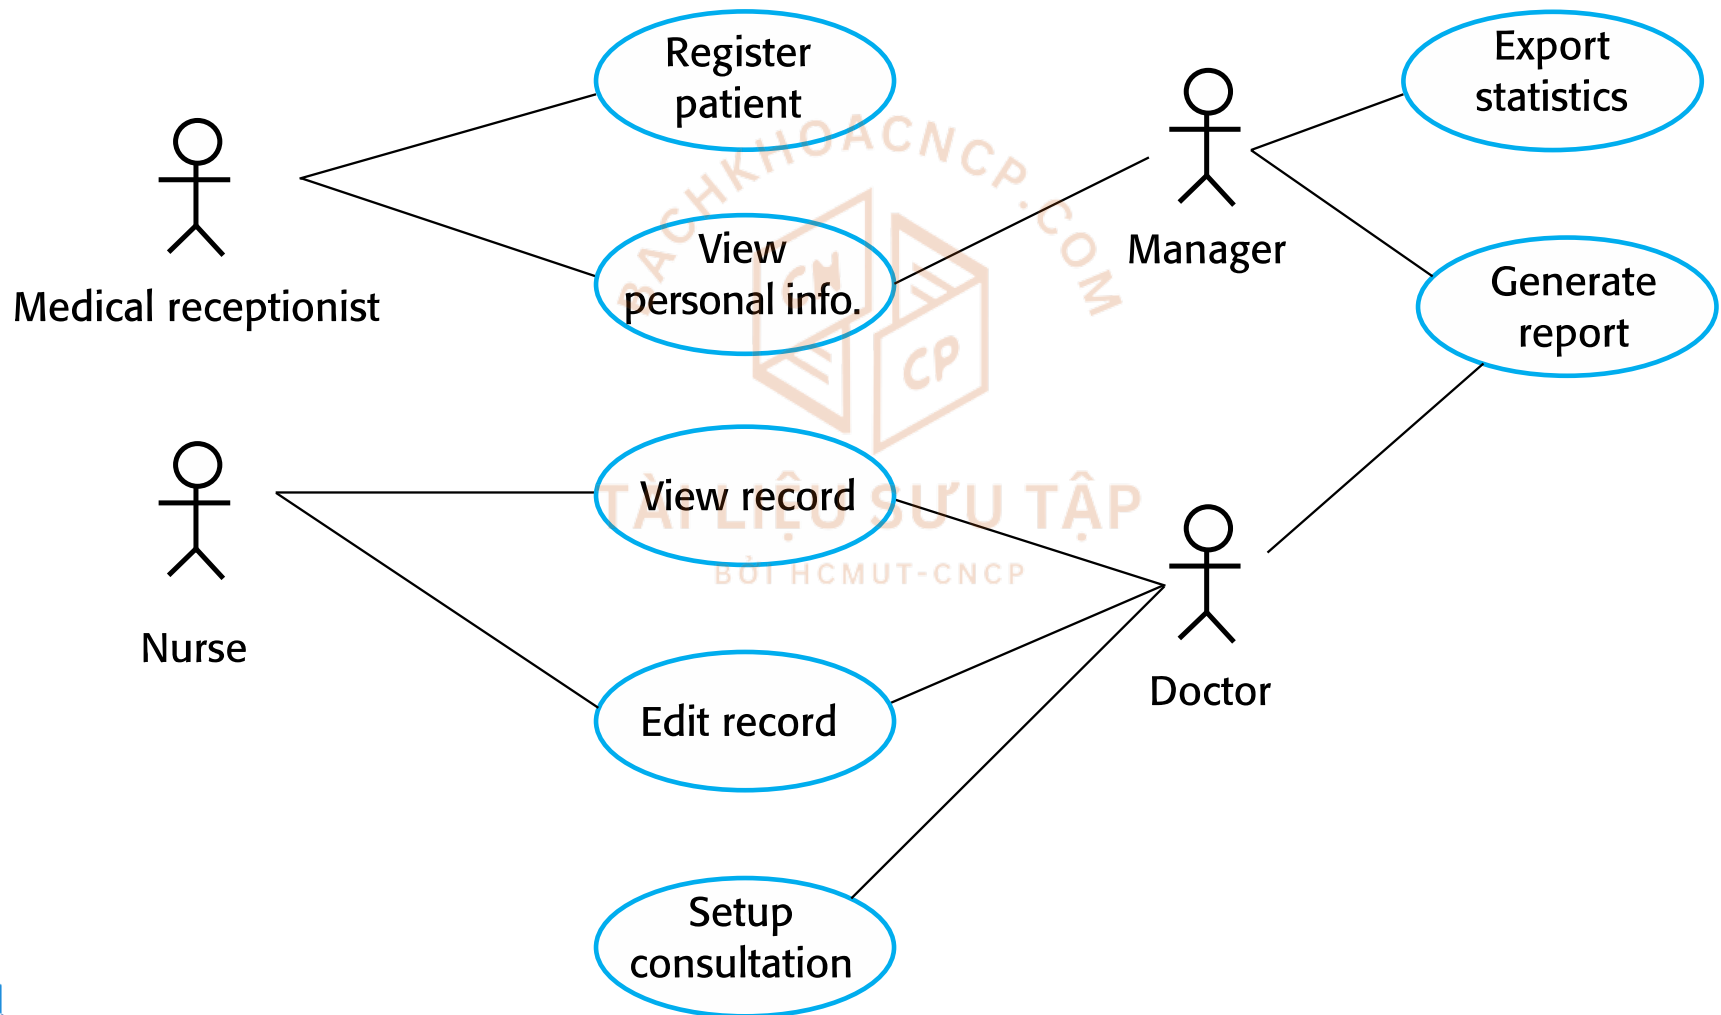 Register
patient
Export
statistics
BACHKHOACNCP.COM
View
personal info.
Manager
Medical receptionist
Generate
report
CN
CP
View record
TÀI LIỆU SƯU TẬP
BỞI HCMUT-CNCP
Nurse
Doctor
Edit record
Setup
consultation